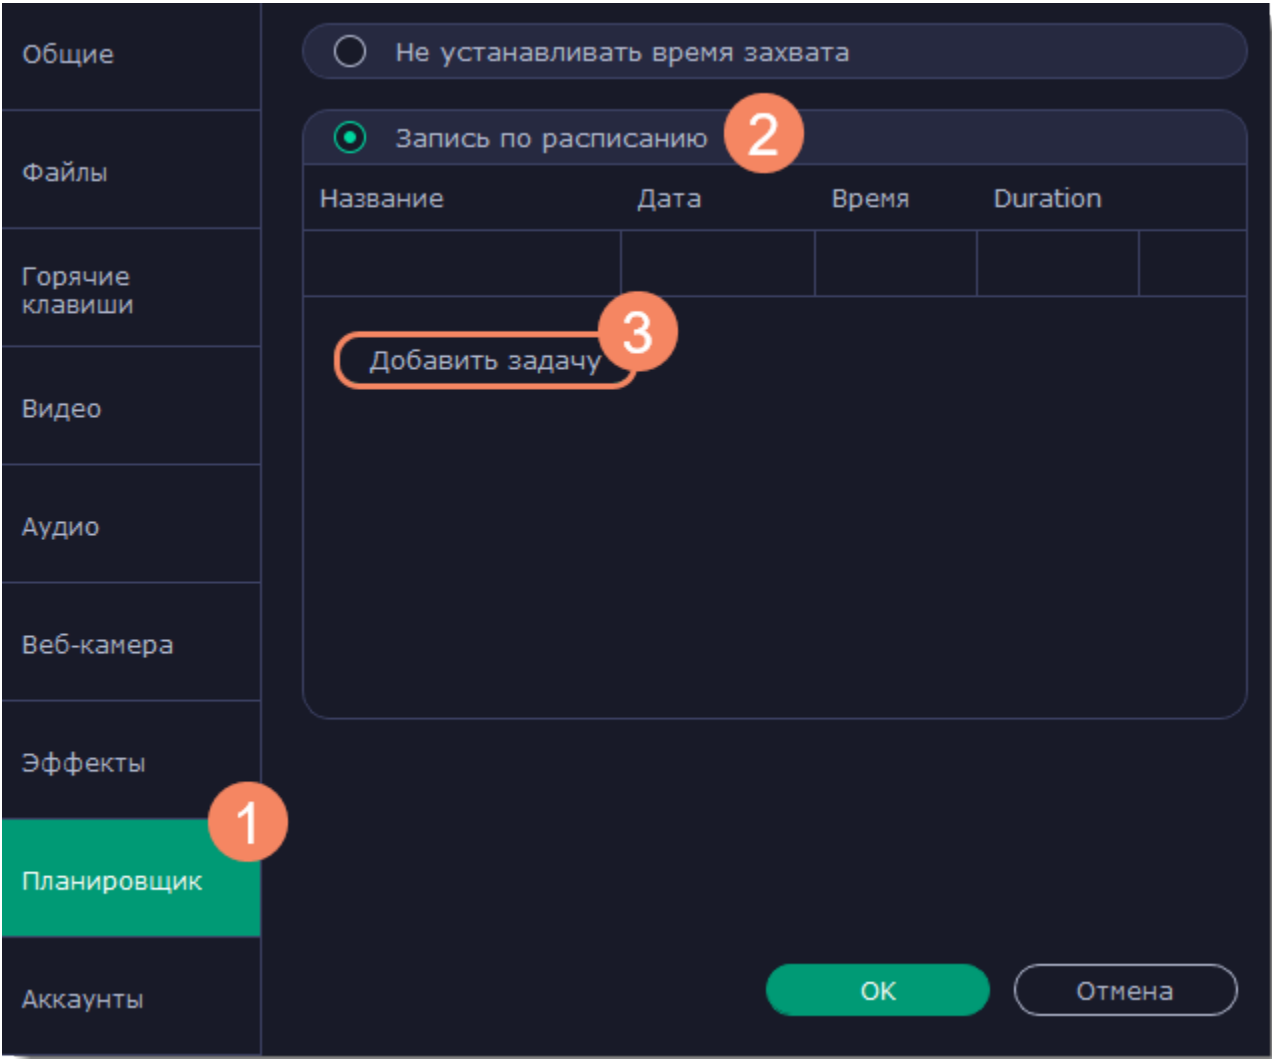 Общие
Файлы
Горячие
клавиши
Видео
Аудио
Веб-камера
Эффекты
1
Планировщик
Аккаунты
Не устанавливать время захвата
Запись по расписанию 2
Название Дата Время Duration
3
Добавить задачу
OK Отмена